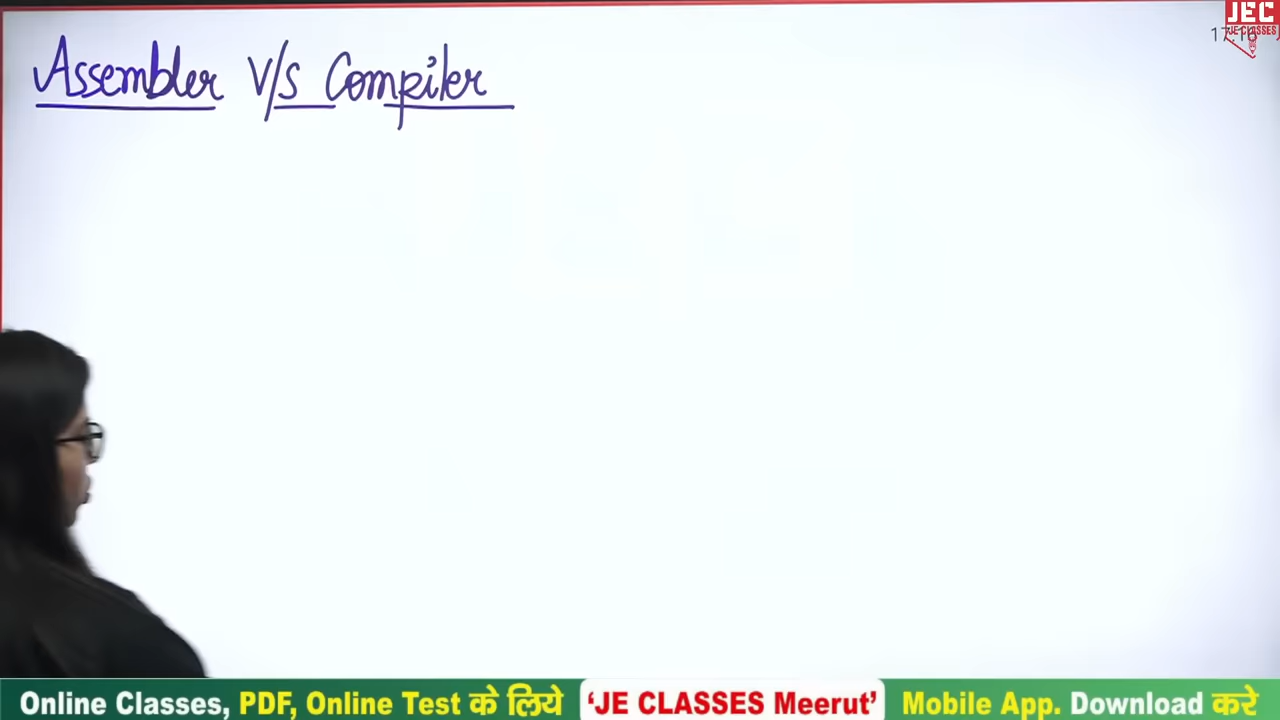 Assembler V/S Compiler
JEC
JE CLASSES
Online Classes, PDF, Online Test के लिये 'JE CLASSES Meerut' Mobile App. Download करे